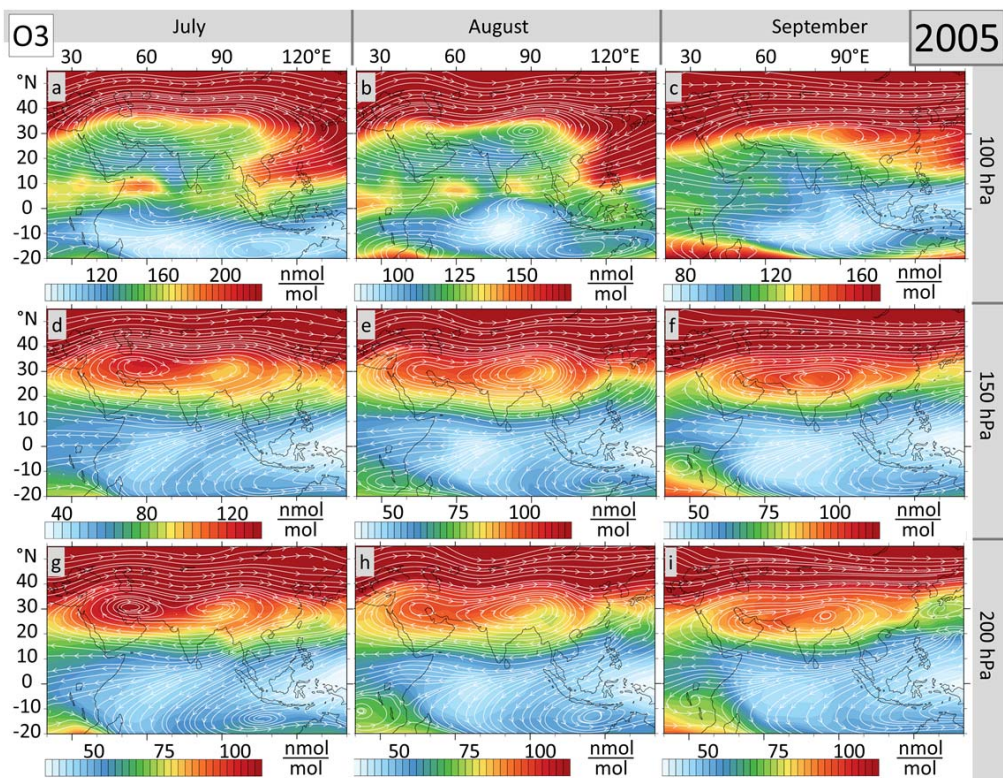 O3 July August September 2005
30 60 90 120°E 30 60 90 120°E 30 60 90°E
°N a b c
40
30
20
10
0
-10
-20
100 hPa
120 160 200 nmol/mol 100 125 150 nmol/mol 80 120 160 nmol/mol
°N d e f
40
30
20
10
0
-10
-20
150 hPa
40 80 120 nmol/mol 50 75 100 nmol/mol 50 75 100 nmol/mol
°N g h i
40
30
20
10
0
-10
-20
200 hPa
50 75 100 nmol/mol 50 75 100 nmol/mol 50 75 100 nmol/mol